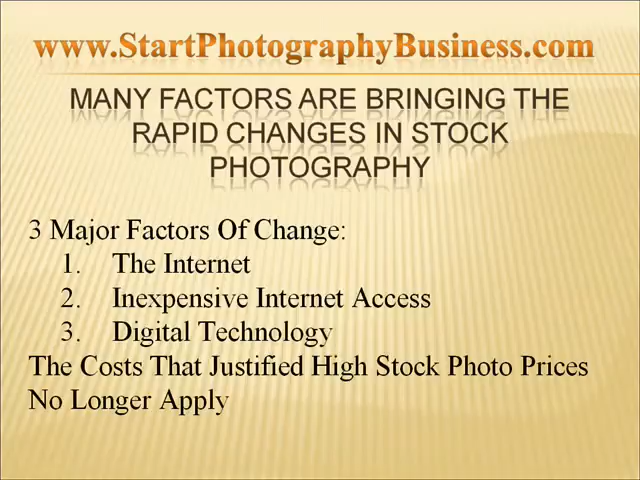 www.StartPhotographyBusiness.com
MANY FACTORS ARE BRINGING THE
RAPID CHANGES IN STOCK
PHOTOGRAPHY
3 Major Factors Of Change:
1. The Internet
2. Inexpensive Internet Access
3. Digital Technology
The Costs That Justified High Stock Photo Prices
No Longer Apply